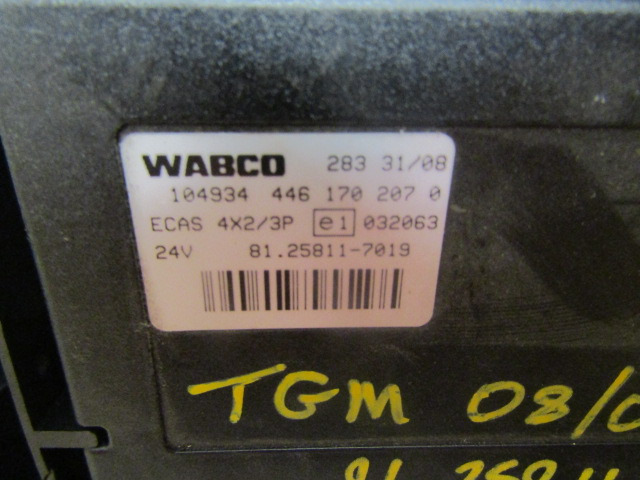 WABCO 283 31/08
104934 446 170 207 0
ECAS 4X2/3P e1 032063
24V 81.25811-7019
TGM 08/0